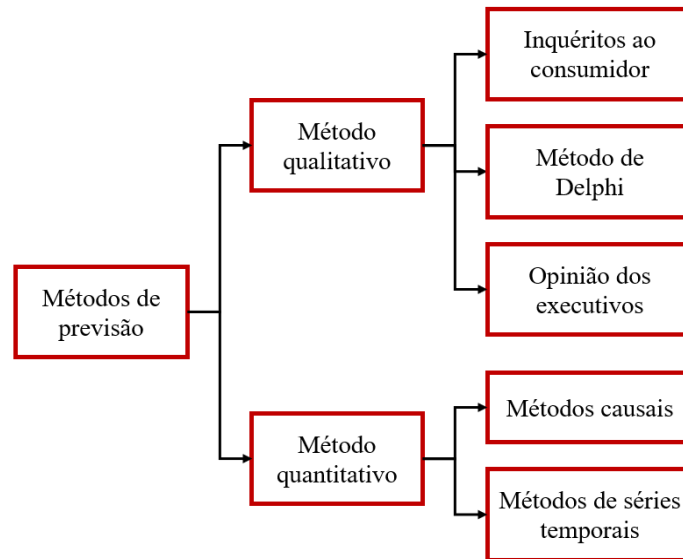 Métodos de
previsão
Método
qualitativo
Inquéritos ao
consumidor
Método de
Delphi
Opinião dos
executivos
Método
quantitativo
Métodos causais
Métodos de séries
temporais